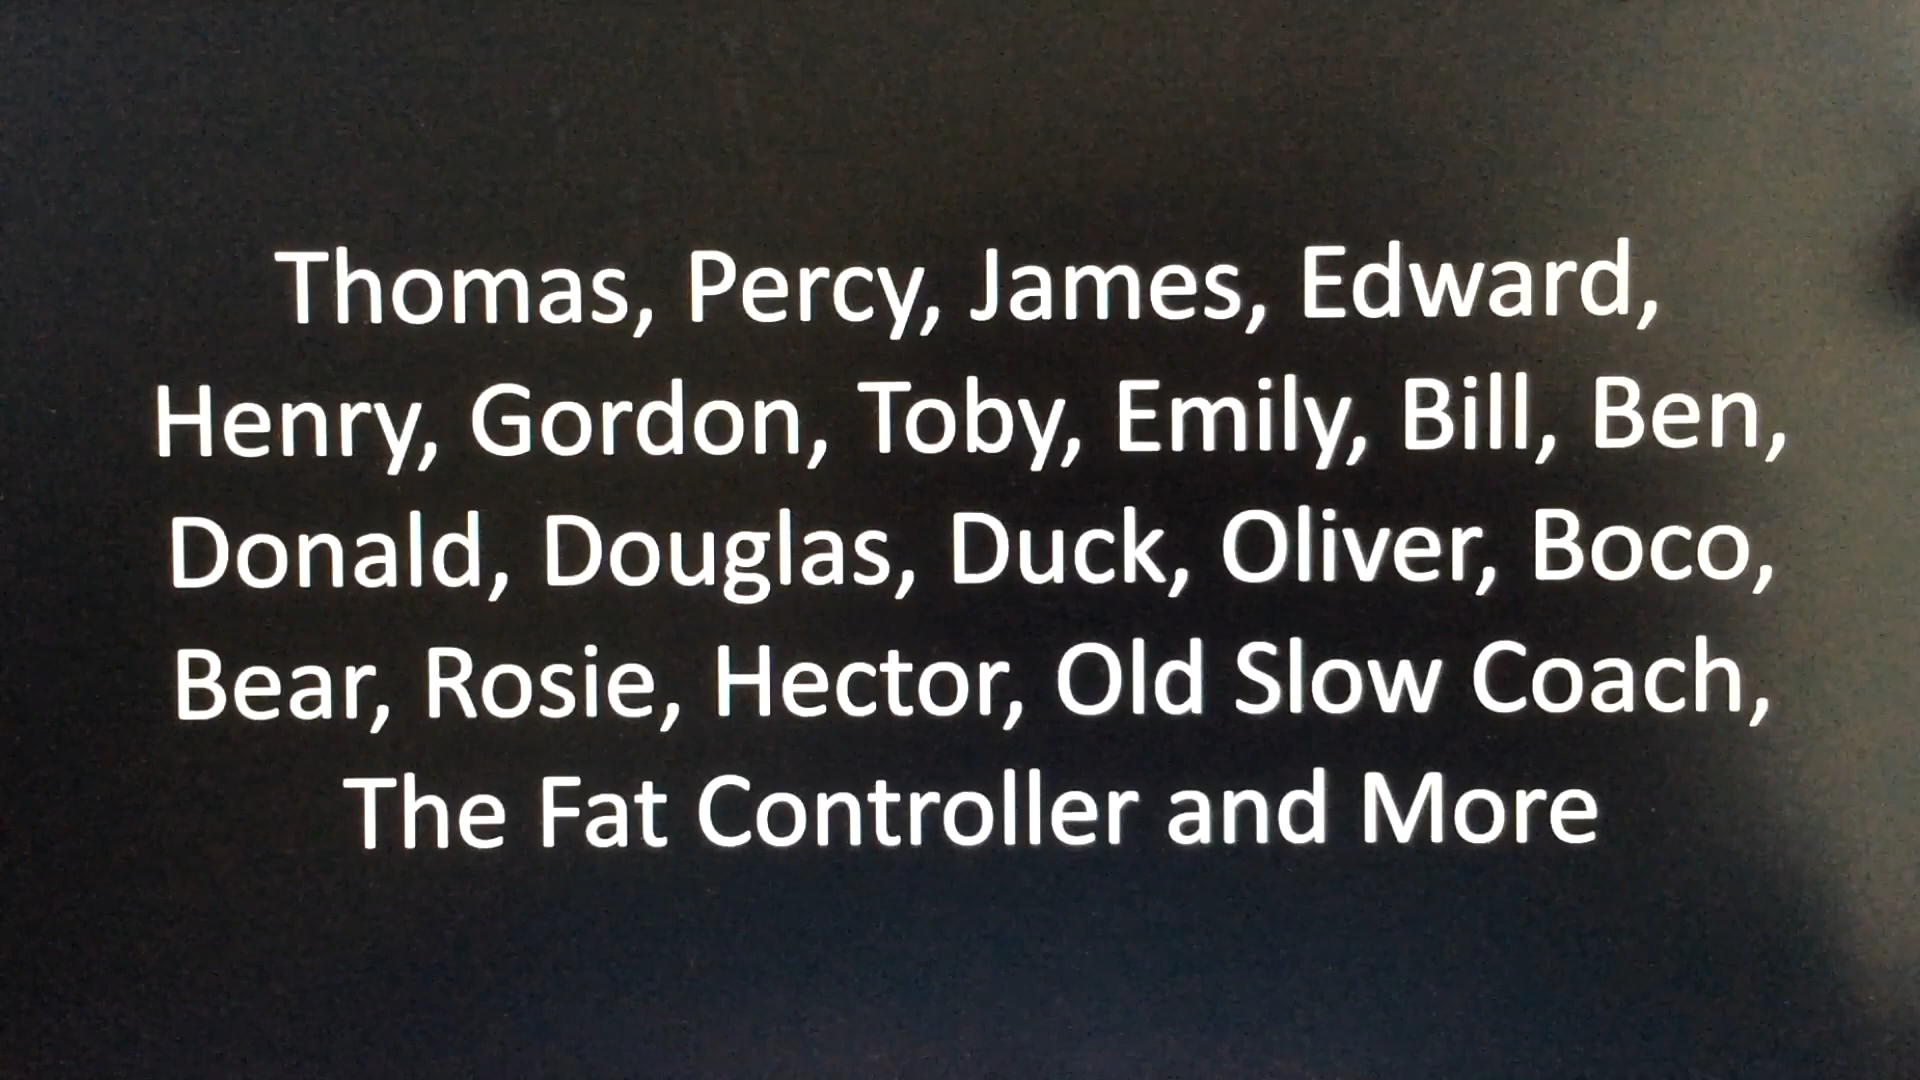 Thomas, Percy, James, Edward,
Henry, Gordon, Toby, Emily, Bill, Ben,
Donald, Douglas, Duck, Oliver, Boco,
Bear, Rosie, Hector, Old Slow Coach,
The Fat Controller and More